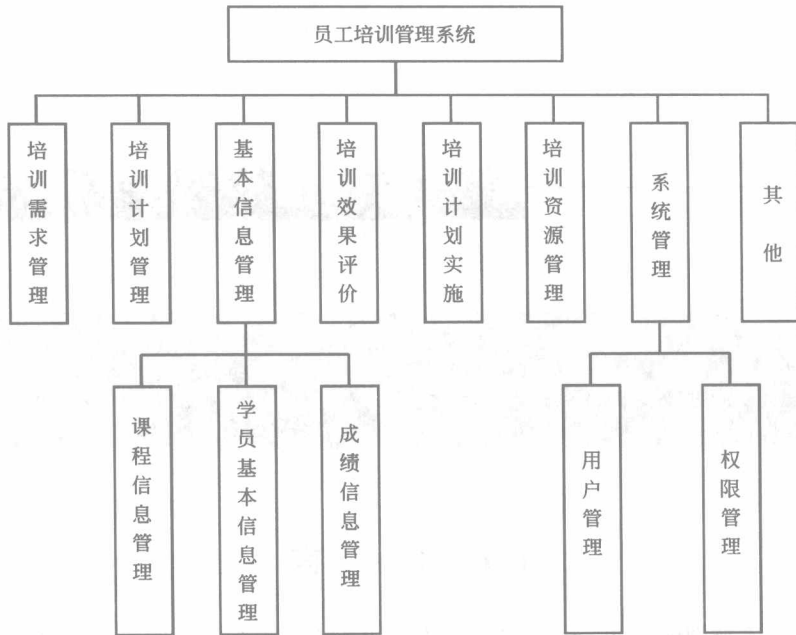 员工培训管理系统
培训需求管理
培训计划管理
基本信息管理
培训效果评价
培训计划实施
培训资源管理
系统管理
其他
课程信息管理
学员基本信息管理
成绩信息管理
用户管理
权限管理